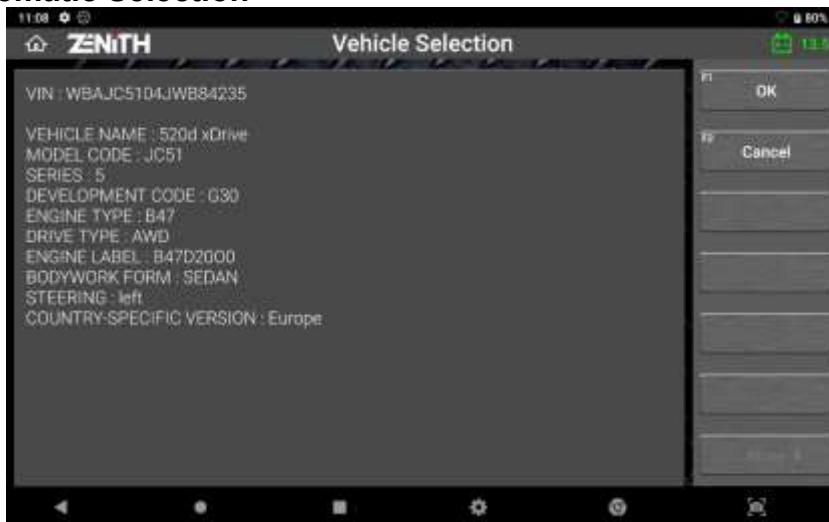 11:08
80%
ZENITH
Vehicle Selection
VIN : WBAJC5104JWB84235
F1
OK
VEHICLE NAME : 520d xDrive
MODEL CODE : JC51
Cancel
SERIES : 5
DEVELOPMENT CODE : G30
ENGINE TYPE : B47
DRIVE TYPE : AWD
ENGINE LABEL : B47D2000
BODYWORK FORM : SEDAN
STEERING : left
COUNTRY-SPECIFIC VERSION : Europe